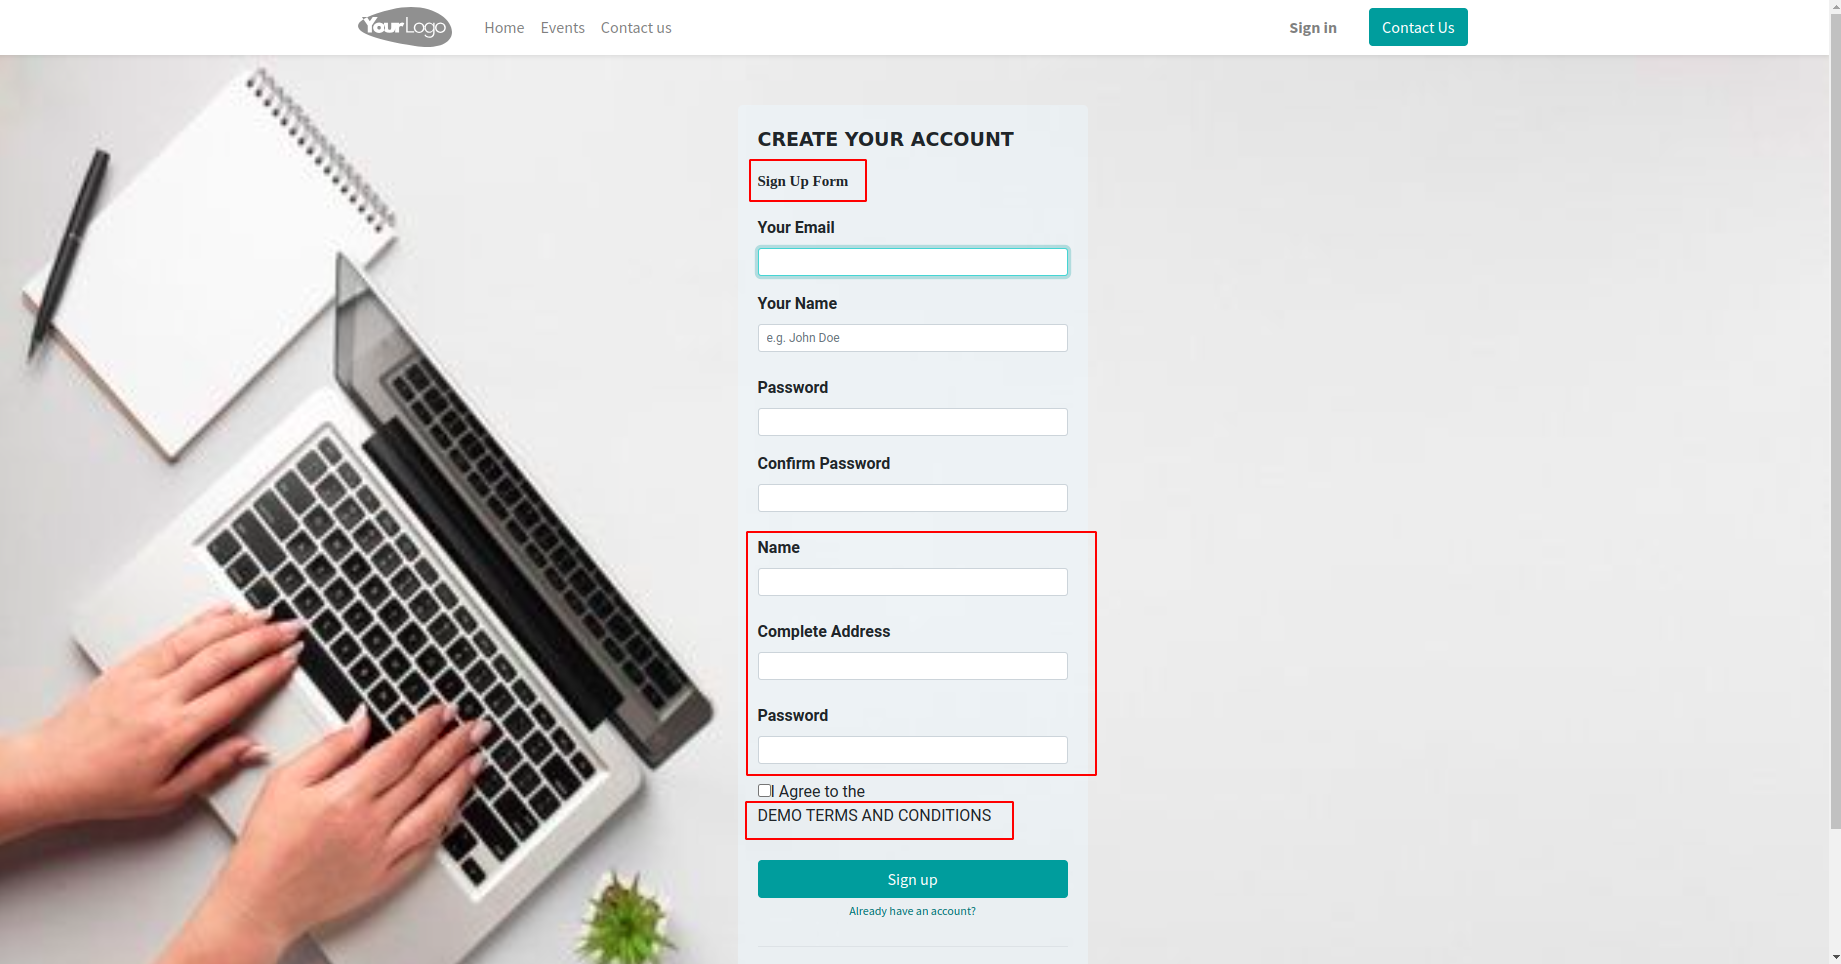 YourLogo
Home Events Contact us
Sign in
Contact Us
CREATE YOUR ACCOUNT
Sign Up Form
Your Email
Your Name
e.g. John Doe
Password
Confirm Password
Name
Complete Address
Password
I Agree to the
DEMO TERMS AND CONDITIONS
Sign up
Already have an account?